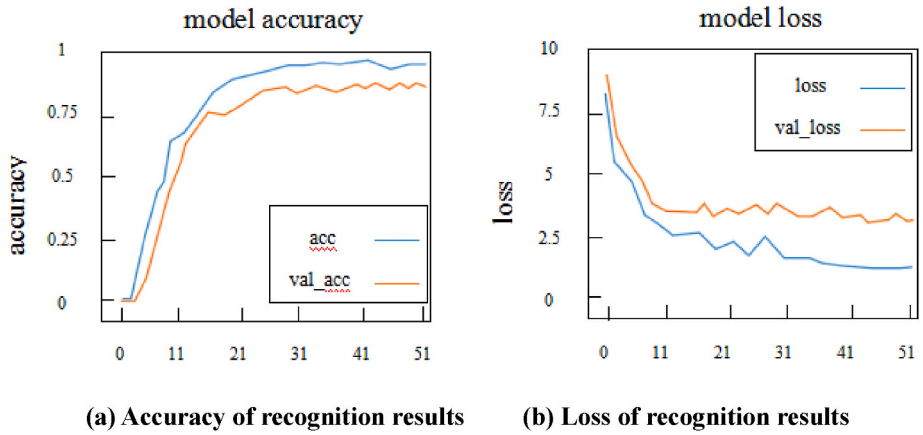 model accuracy
1
0.75
0.5
0.25
0
accuracy
acc
val_acc
0 11 21 31 41 51
(a) Accuracy of recognition results
model loss
10
7.5
5
2.5
0
loss
loss
val_loss
0 11 21 31 41 51
(b) Loss of recognition results